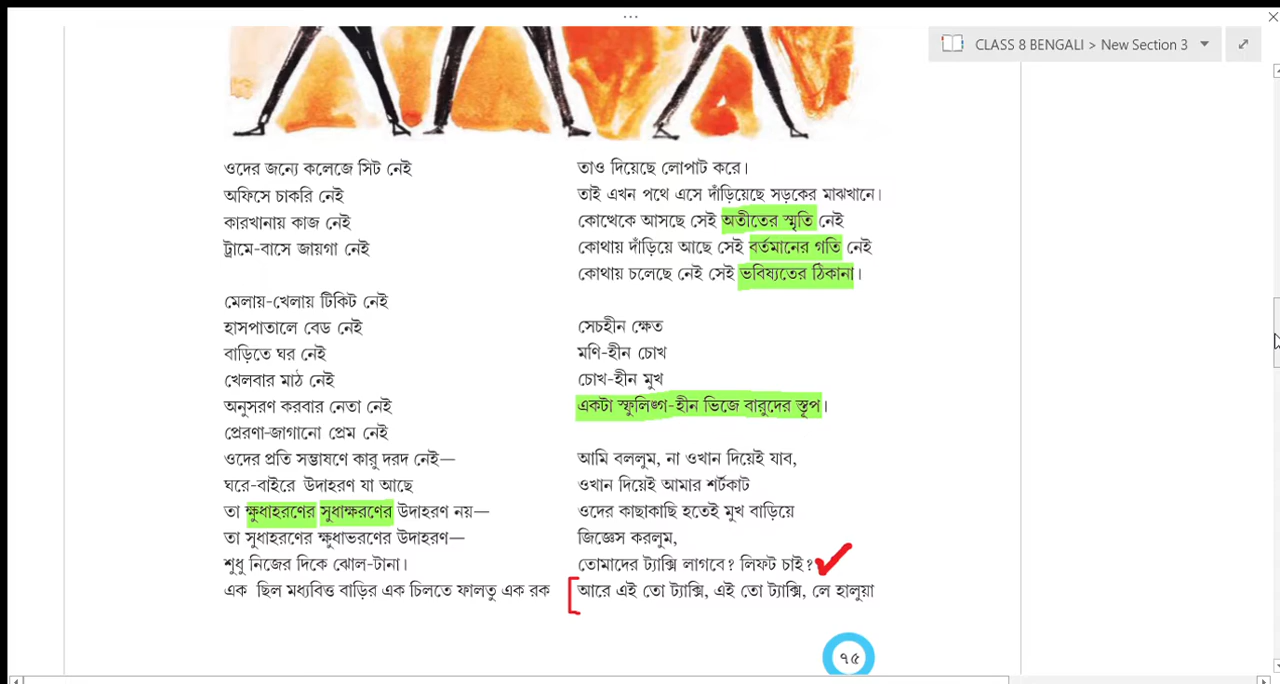 ...
CLASS 8 BENGALI > New Section 3
ওদের জন্যে কলেজে সিট নেই
অফিসে চাকরি নেই
কারখানায় কাজ নেই
ট্রামে-বাসে জায়গা নেই
মেলায়-খেলায় টিকিট নেই
হাসপাতালে বেড নেই
বাড়িতে ঘর নেই
খেলবার মাঠ নেই
অনুসরণ করবার নেতা নেই
প্রেরণা-জাগানো প্রেম নেই
ওদের প্রতি সম্ভাষণে কারু দরদ নেই—
ঘরে-বাইরে উদাহরণ যা আছে
তা ক্ষুধাহরণের সুধাক্ষরণের উদাহরণ নয়—
তা সুধাহরণের ক্ষুধাভরণের উদাহরণ—
শুধু নিজের দিকে ঝোল-টানা।
এক ছিল মধ্যবিত্ত বাড়ির এক চিলতে ফালতু এক রক
তাও দিয়েছে লোপাট করে।
তাই এখন পথে এসে দাঁড়িয়েছে সড়কের মাঝখানে।
কোত্থেকে আসছে সেই অতীতের স্মৃতি নেই
কোথায় দাঁড়িয়ে আছে সেই বর্তমানের গতি নেই
কোথায় চলেছে নেই সেই ভবিষ্যতের ঠিকানা।
সেচহীন ক্ষেত
মণি-হীন চোখ
চোখ-হীন মুখ
একটা স্ফুলিঙ্গ-হীন ভিজে বারুদের স্তূপ।
আমি বললুম, না ওখান দিয়েই যাব,
ওখান দিয়েই আমার শর্টকাট
ওদের কাছাকাছি হতেই মুখ বাড়িয়ে
জিজ্ঞেস করলুম,
তোমাদের ট্যাক্সি লাগবে? লিফট চাই?
আরে এই তো ট্যাক্সি, এই তো ট্যাক্সি, লে হালুয়া
৭৫